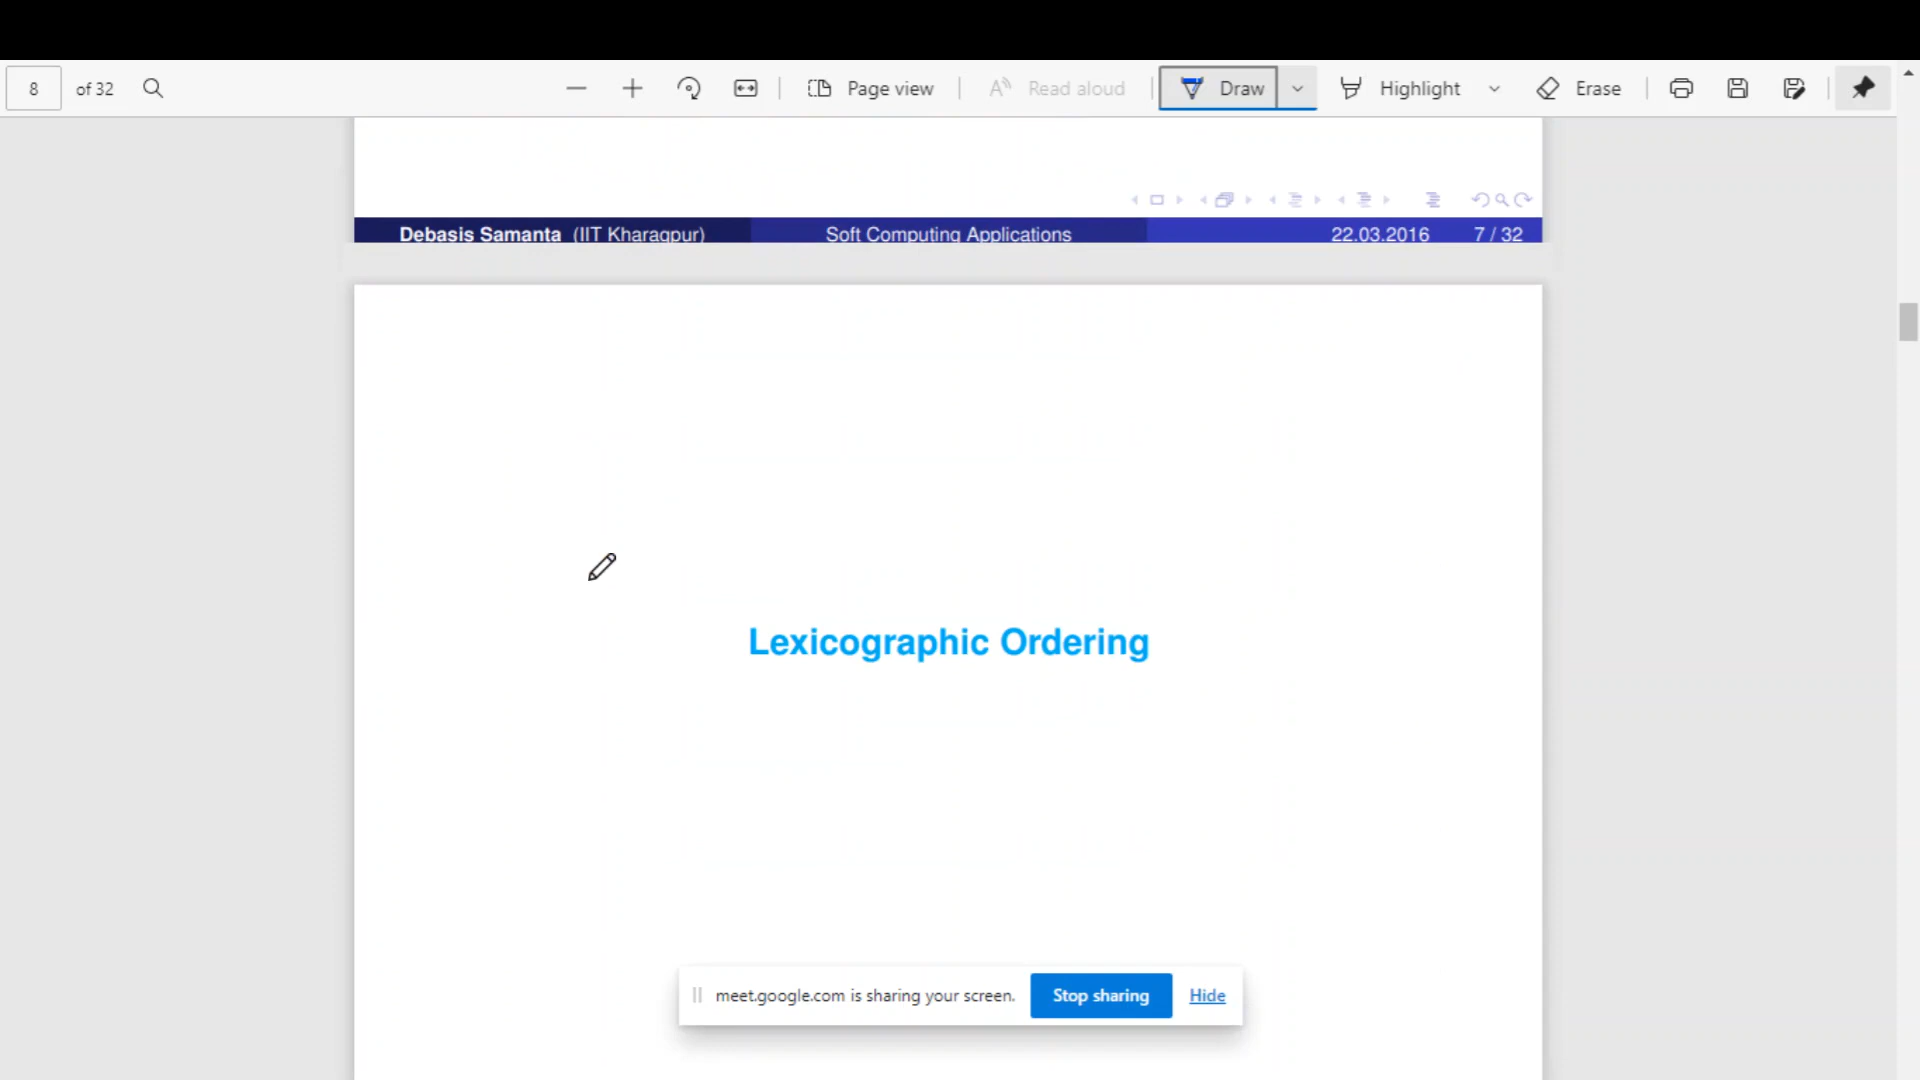 8 of 32 Page view Read aloud Draw Highlight Erase
Debasis Samanta (IIT Kharagpur) Soft Computing Applications 22.03.2016 7 / 32
Lexicographic Ordering
meet.google.com is sharing your screen. Stop sharing Hide